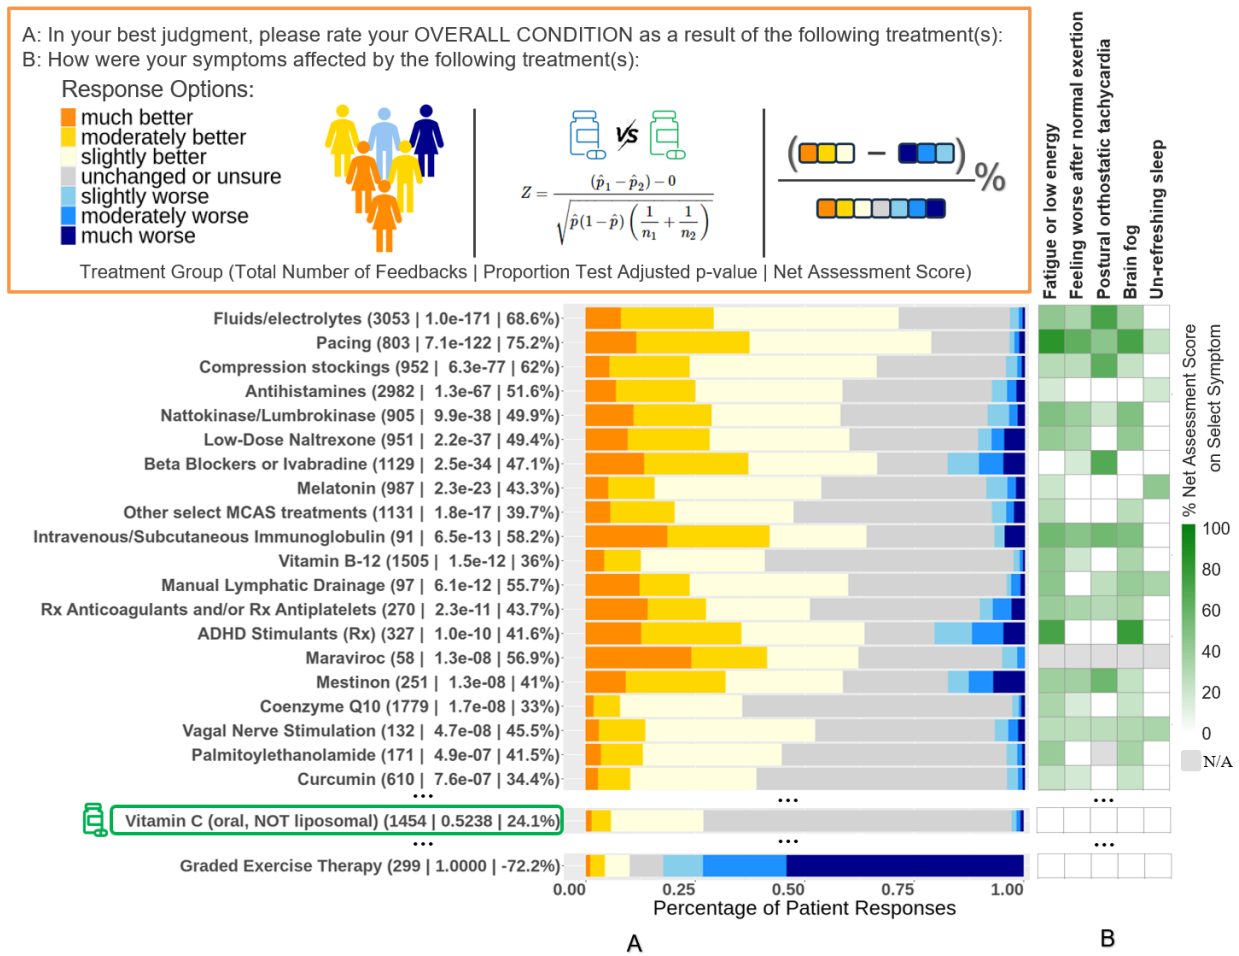 A: In your best judgment, please rate your OVERALL CONDITION as a result of the following treatment(s):
B: How were your symptoms affected by the following treatment(s):
Response Options:
much better
moderately better
slightly better
unchanged or unsure
slightly worse
moderately worse
much worse
VS
Z = (p̂₁ − p̂₂) − 0 / √ p̂(1 − p̂) ( 1/n₁ + 1/n₂ )
( − ) %
Treatment Group (Total Number of Feedbacks | Proportion Test Adjusted p-value | Net Assessment Score)
Fatigue or low energy
Feeling worse after normal exertion
Postural orthostatic tachycardia
Brain fog
Un-refreshing sleep
Fluids/electrolytes (3053 | 1.0e-171 | 68.6%)
Pacing (803 | 7.1e-122 | 75.2%)
Compression stockings (952 | 6.3e-77 | 62%)
Antihistamines (2982 | 1.3e-67 | 51.6%)
Nattokinase/Lumbrokinase (905 | 9.9e-38 | 49.9%)
Low-Dose Naltrexone (951 | 2.2e-37 | 49.4%)
Beta Blockers or Ivabradine (1129 | 2.5e-34 | 47.1%)
Melatonin (987 | 2.3e-23 | 43.3%)
Other select MCAS treatments (1131 | 1.8e-17 | 39.7%)
Intravenous/Subcutaneous Immunoglobulin (91 | 6.5e-13 | 58.2%)
Vitamin B-12 (1505 | 1.5e-12 | 36%)
Manual Lymphatic Drainage (97 | 6.1e-12 | 55.7%)
Rx Anticoagulants and/or Rx Antiplatelets (270 | 2.3e-11 | 43.7%)
ADHD Stimulants (Rx) (327 | 1.0e-10 | 41.6%)
Maraviroc (58 | 1.3e-08 | 56.9%)
Mestinon (251 | 1.3e-08 | 41%)
Coenzyme Q10 (1779 | 1.7e-08 | 33%)
Vagal Nerve Stimulation (132 | 4.7e-08 | 45.5%)
Palmitoylethanolamide (171 | 4.9e-07 | 41.5%)
Curcumin (610 | 7.6e-07 | 34.4%)
... ... ...
Vitamin C (oral, NOT liposomal) (1454 | 0.5238 | 24.1%)
... ... ...
Graded Exercise Therapy (299 | 1.0000 | -72.2%)
0.00 0.25 0.50 0.75 1.00
Percentage of Patient Responses
A
B
% Net Assessment Score
on Select Symptom
100
80
60
40
20
0
N/A